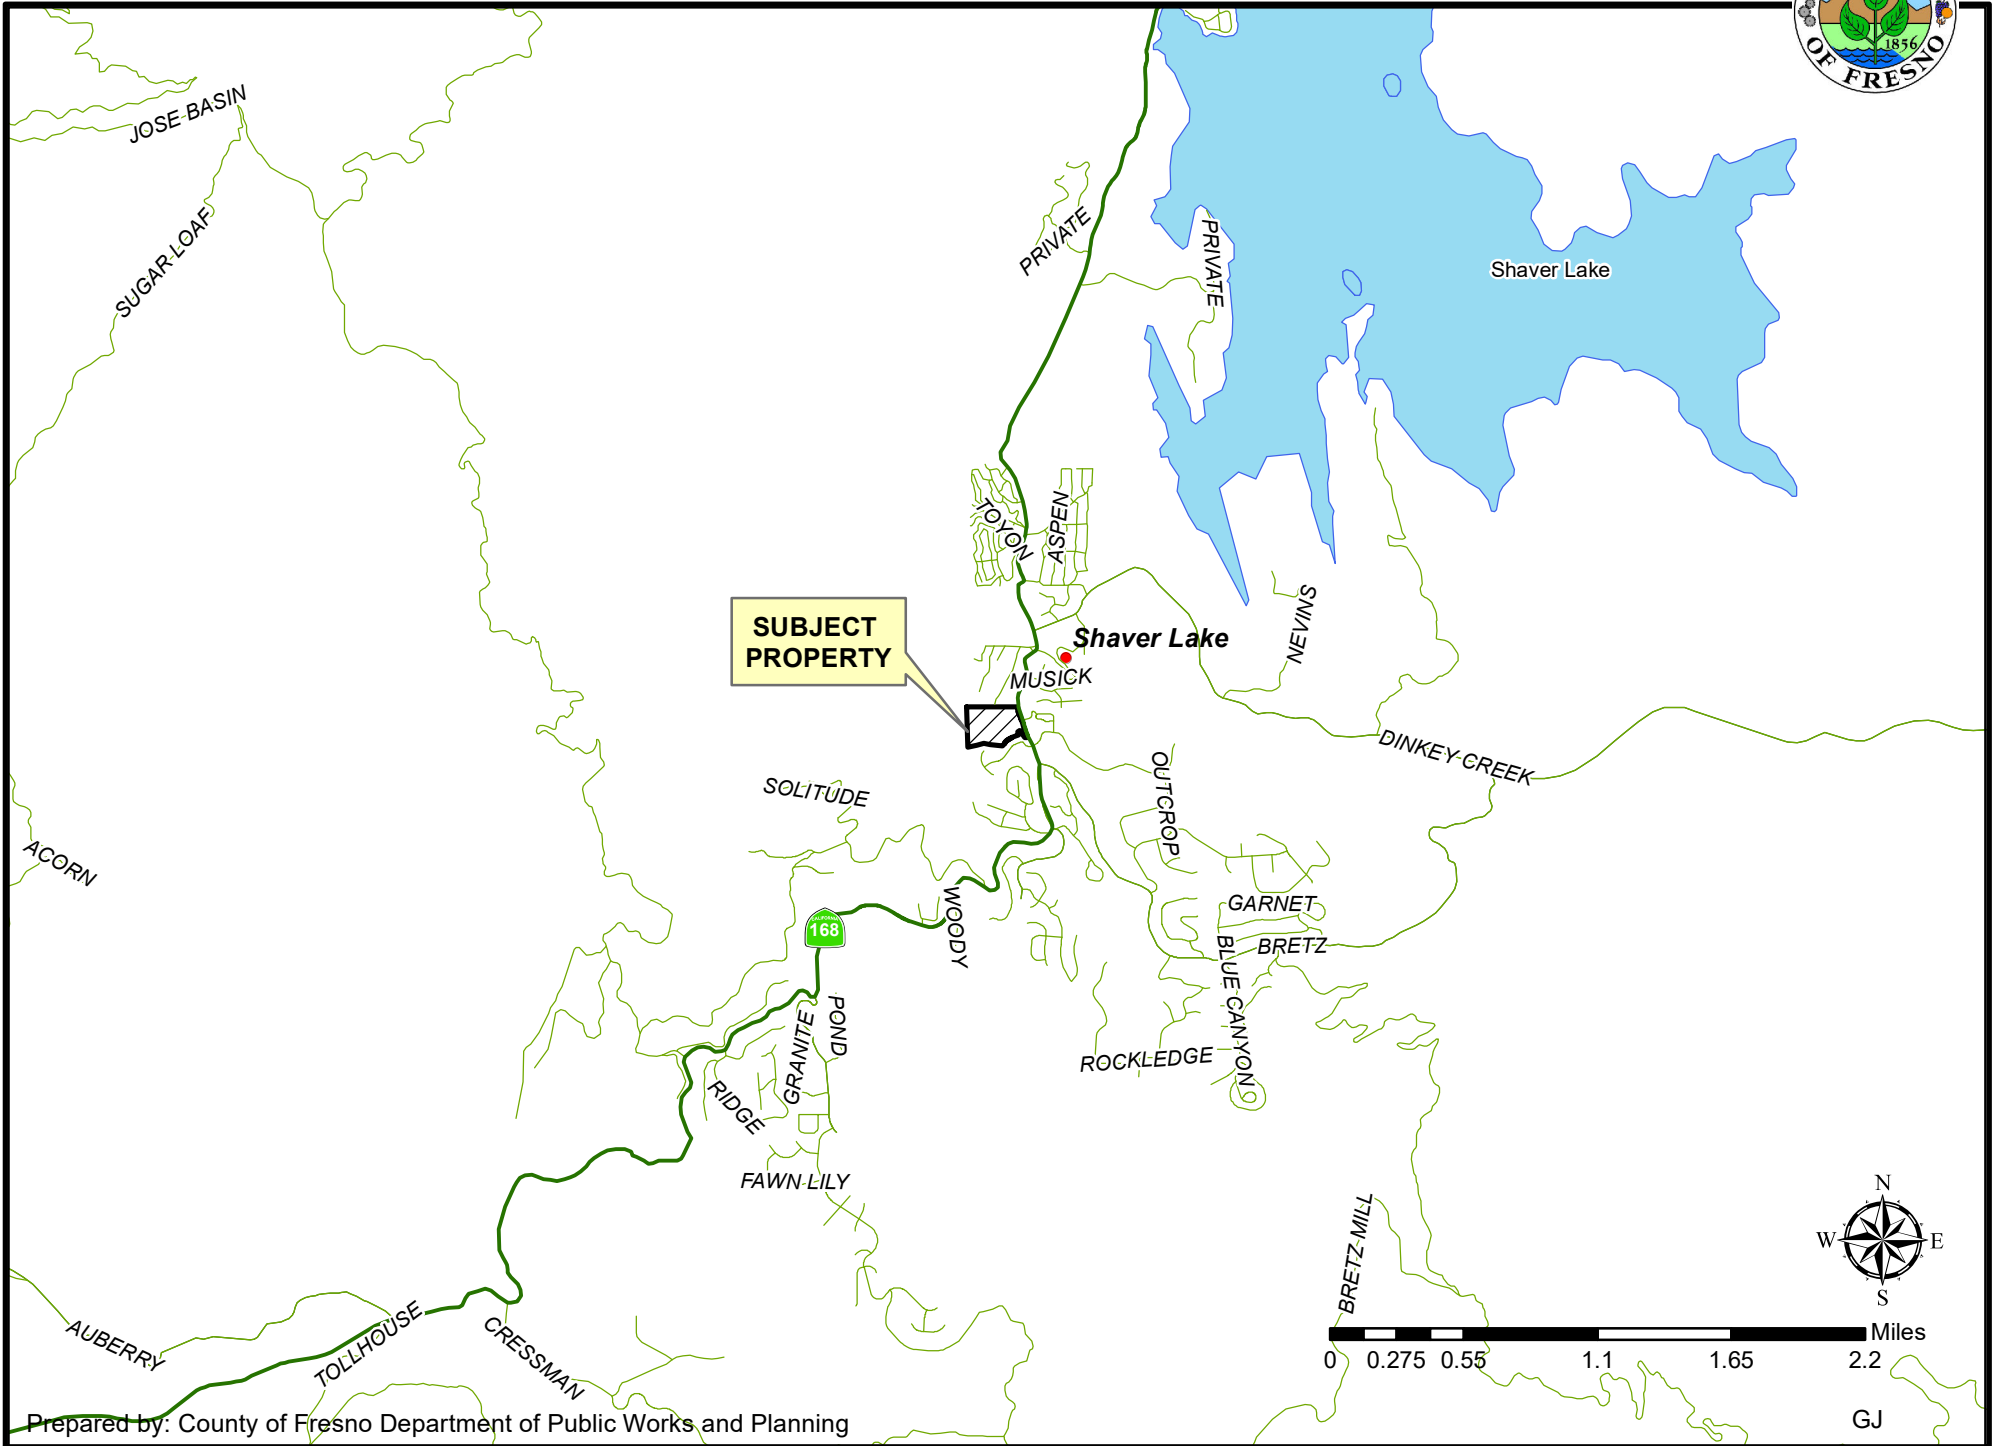 1856
OF FRESNO
JOSE BASIN
SUGAR LOAF
PRIVATE
PRIVATE
Shaver Lake
TOYON
ASPEN
SUBJECT
PROPERTY
Shaver Lake
NEVINS
MUSICK
DINKEY CREEK
OUTCROP
SOLITUDE
ACORN
WOODY
GARNET
CALIFORNIA
168
BRETZ
BLUE CANYON
POND
GRANITE
ROCKLEDGE
RIDGE
FAWN LILY
BRETZ MILL
N
W
E
S
AUBERRY
TOLLHOUSE
CRESSMAN
Miles
0 0.275 0.55 1.1 1.65 2.2
Prepared by: County of Fresno Department of Public Works and Planning
GJ